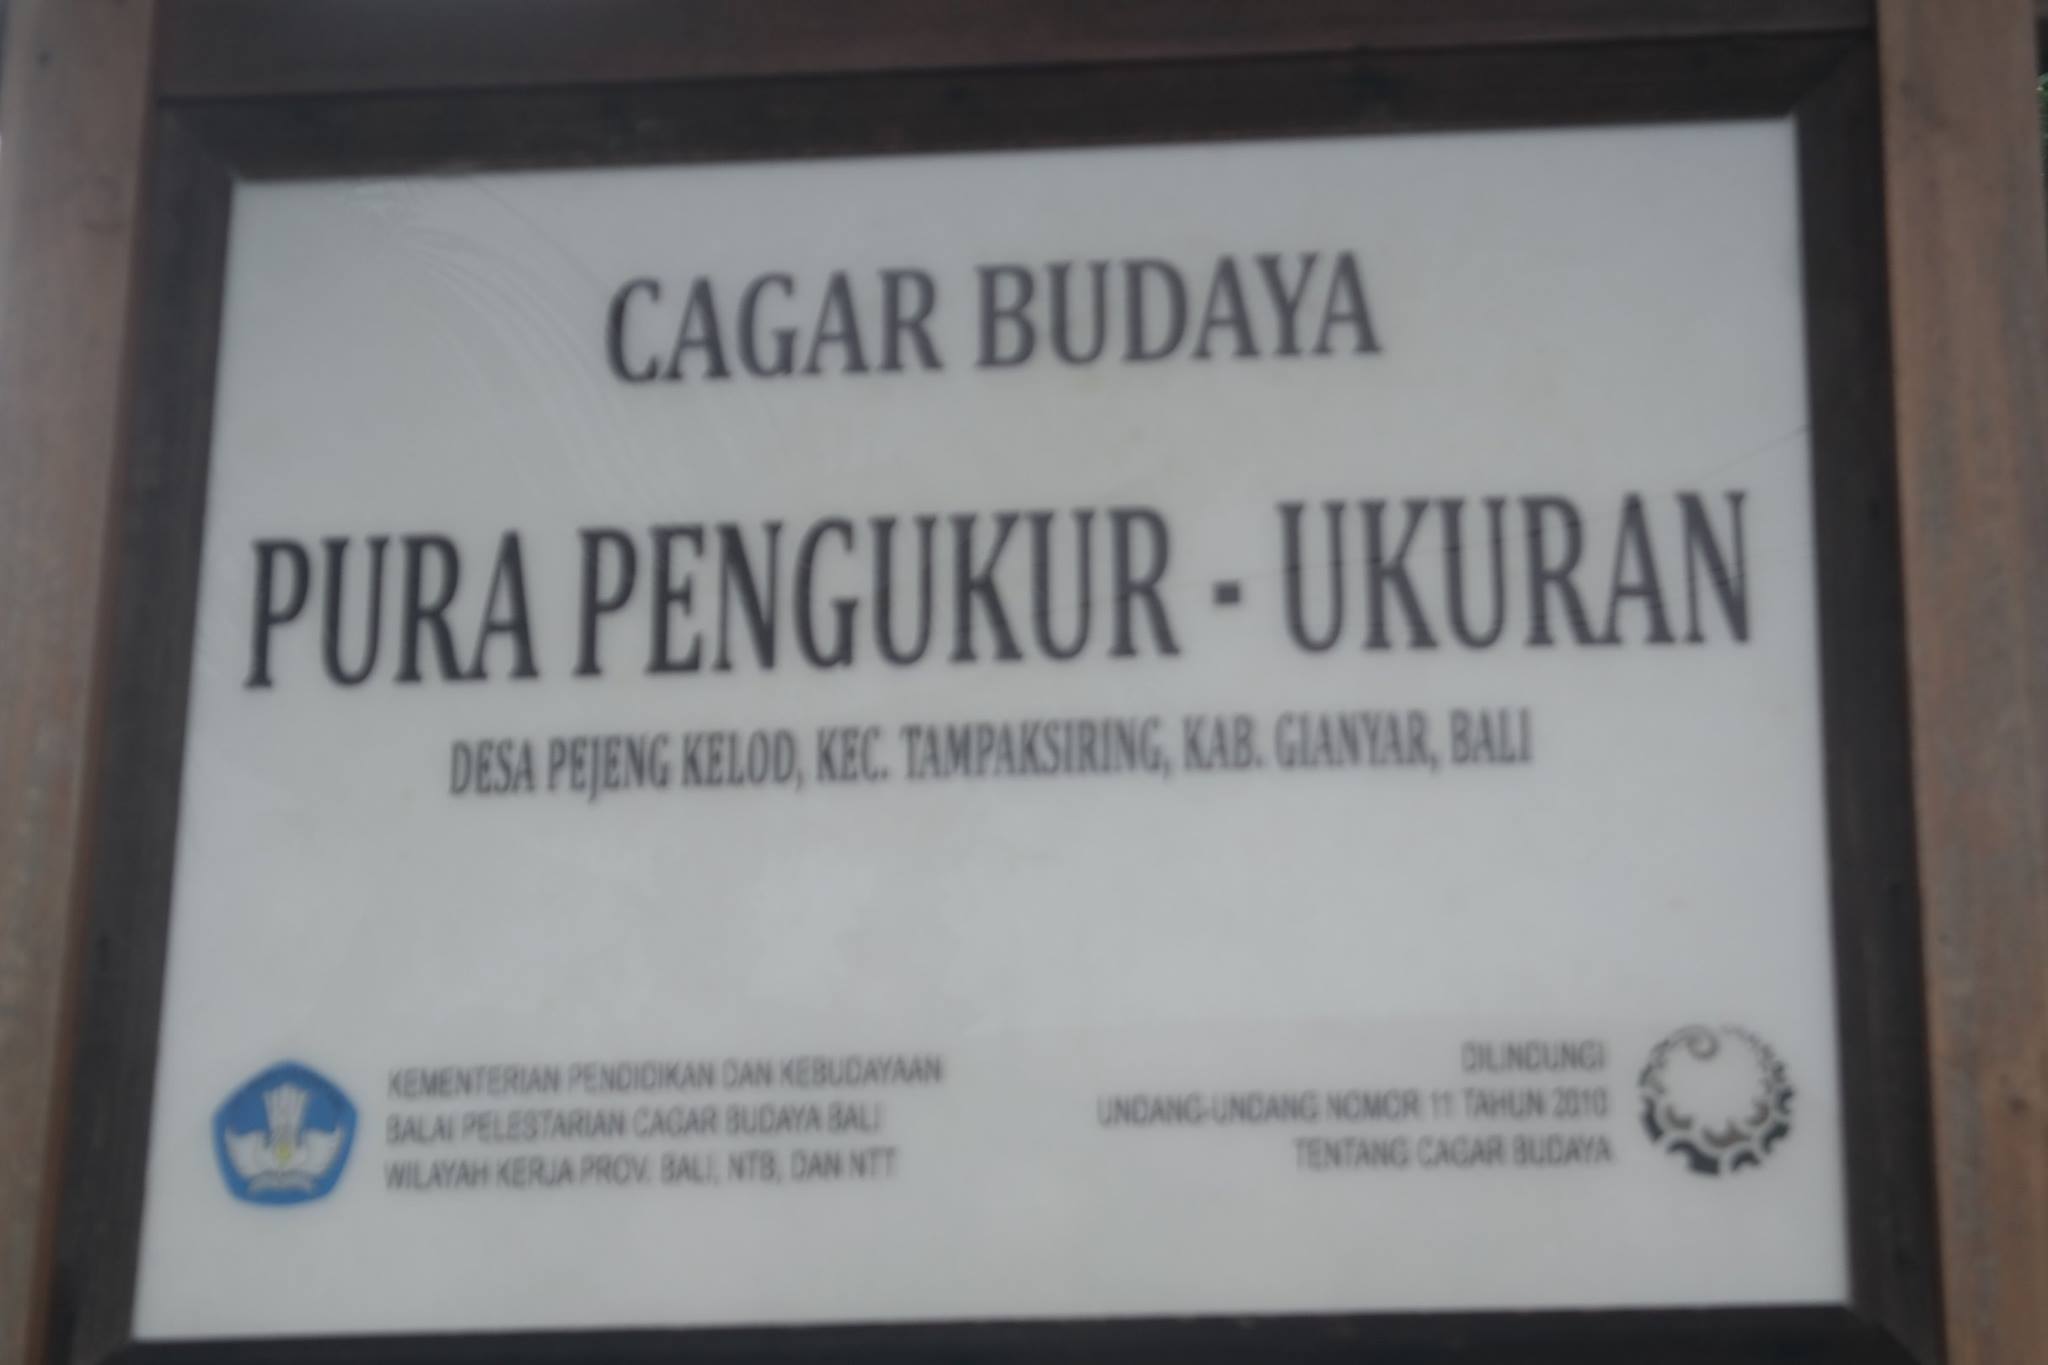 CAGAR BUDAYA
PURA PENGUKUR - UKURAN
DESA PEJENG KELOD, KEC. TAMPAKSIRING, KAB. GIANYAR, BALI
KEMENTERIAN PENDIDIKAN DAN KEBUDAYAAN
BALAI PELESTARIAN CAGAR BUDAYA BALI
WILAYAH KERJA PROV. BALI, NTB, DAN NTT
DILINDUNGI
UNDANG-UNDANG NOMOR 11 TAHUN 2010
TENTANG CAGAR BUDAYA